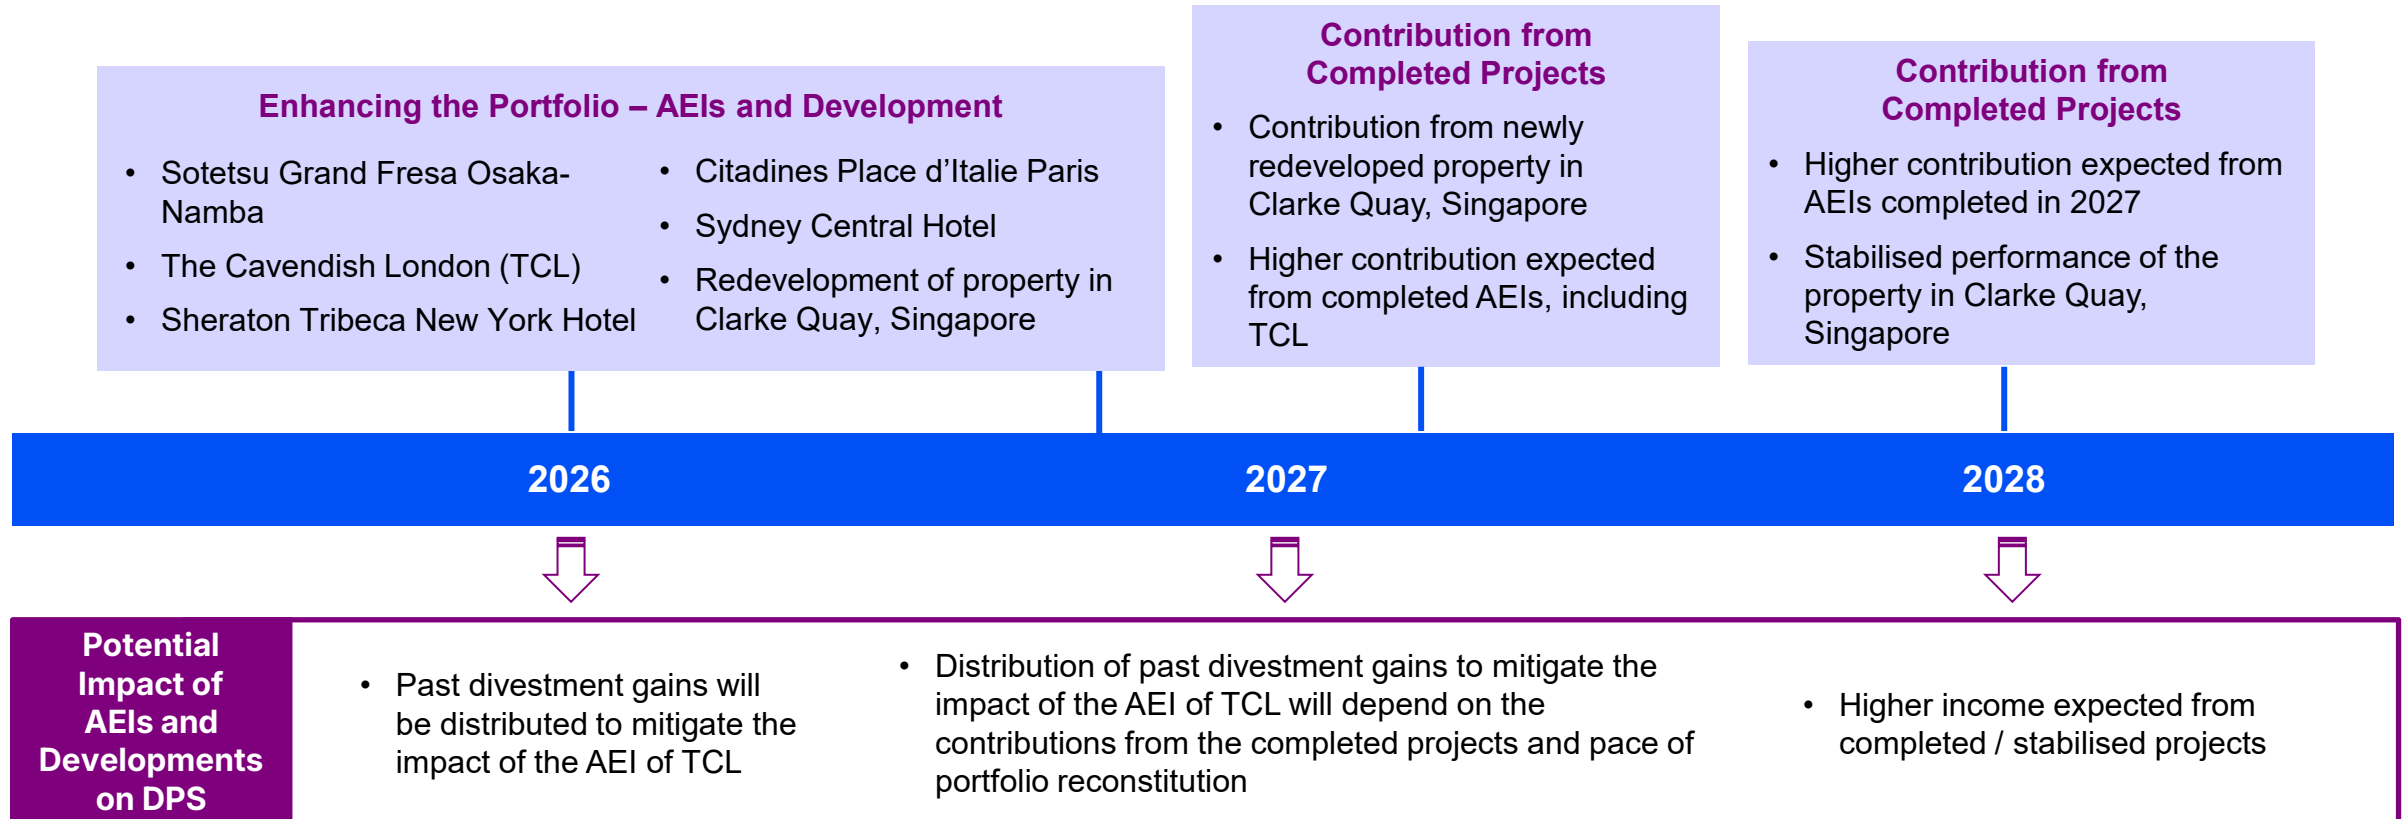 Enhancing the Portfolio – AEIs and Development
• Sotetsu Grand Fresa Osaka-
Namba
• The Cavendish London (TCL)
• Sheraton Tribeca New York Hotel
• Citadines Place d’Italie Paris
• Sydney Central Hotel
• Redevelopment of property in
Clarke Quay, Singapore
Contribution from
Completed Projects
• Contribution from newly
redeveloped property in
Clarke Quay, Singapore
• Higher contribution expected
from completed AEIs, including
TCL
Contribution from
Completed Projects
• Higher contribution expected from
AEIs completed in 2027
• Stabilised performance of the
property in Clarke Quay,
Singapore
2026
2027
2028
Potential
Impact of
AEIs and
Developments
on DPS
• Past divestment gains will
be distributed to mitigate the
impact of the AEI of TCL
• Distribution of past divestment gains to mitigate the
impact of the AEI of TCL will depend on the
contributions from the completed projects and pace of
portfolio reconstitution
• Higher income expected from
completed / stabilised projects